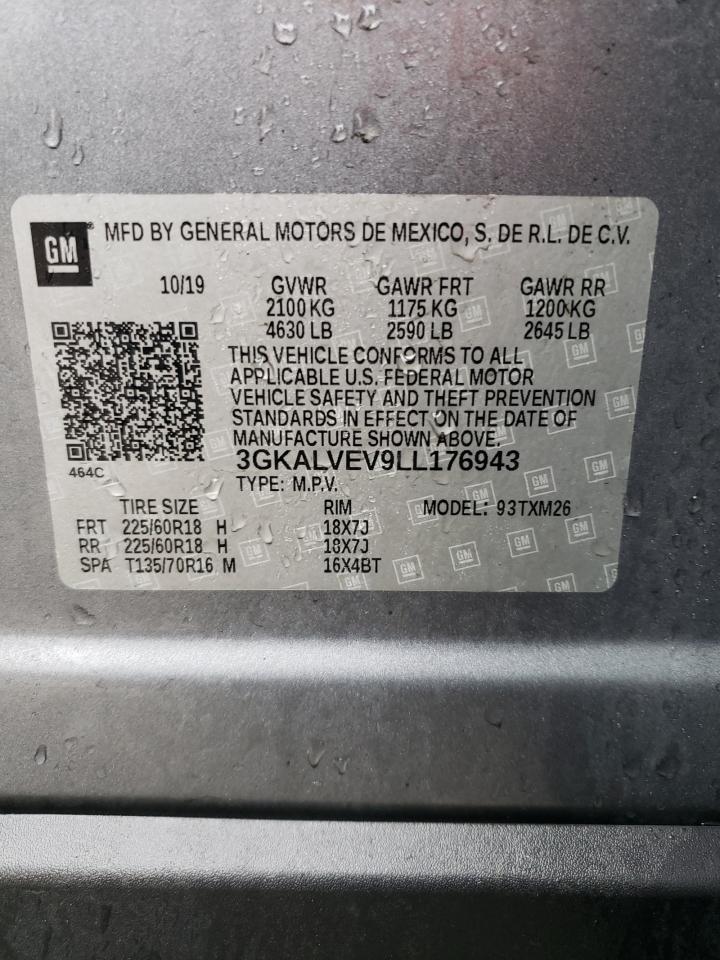 GM® MFD BY GENERAL MOTORS DE MEXICO, S. DE R.L. DE C.V.
10/19 GVWR GAWR FRT GAWR RR
2100 KG 1175 KG 1200KG
4630 LB 2590 LB 2645 LB
THIS VEHICLE CONFORMS TO ALL
APPLICABLE U.S. FEDERAL MOTOR
VEHICLE SAFETY AND THEFT PREVENTION
STANDARDS IN EFFECT ON THE DATE OF
MANUFACTURE SHOWN ABOVE.
464C 3GKALVEV9LL176943
TYPE: M.P.V.
TIRE SIZE RIM MODEL: 93TXM26
FRT 225/60R18 H 18X7J
RR 225/60R18 H 18X7J
SPA T135/70R16 M 16X4BT